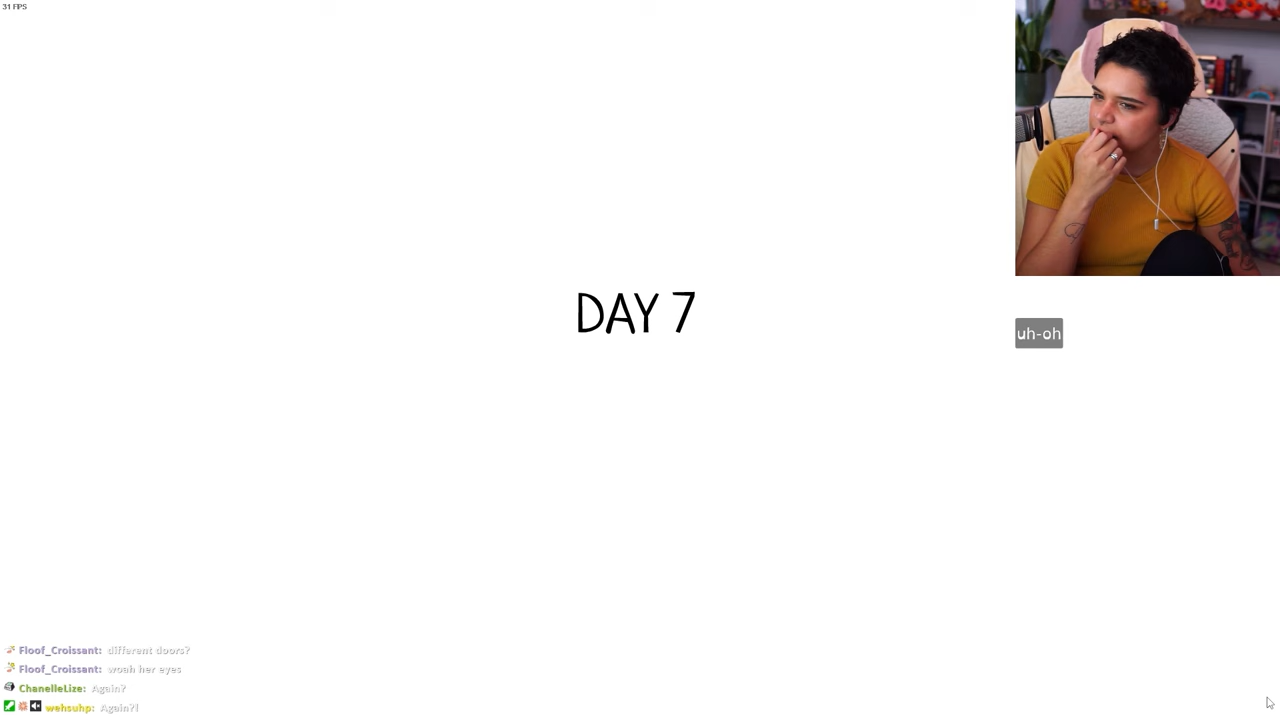 31 FPS
DAY 7
uh-oh
Floof_Croissant: different doors?
Floof_Croissant: woah her eyes
ChanelleLize: Again?
wehsuhp: Again?!